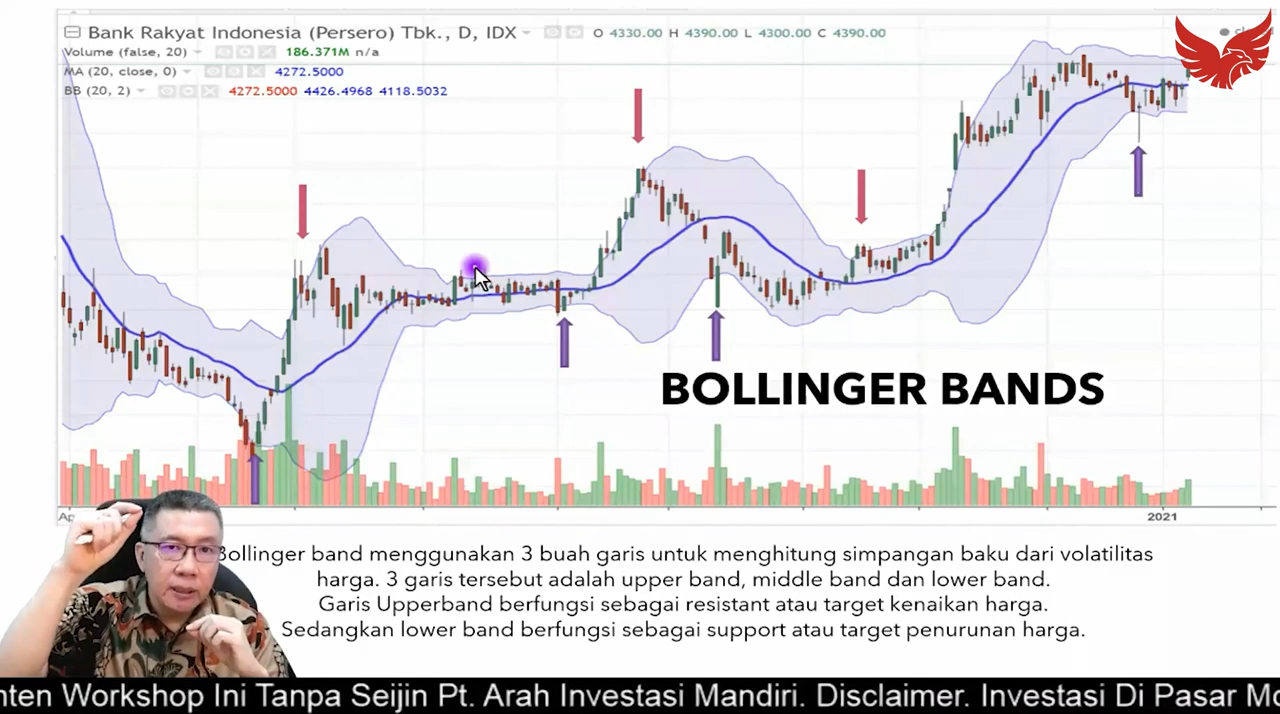 Bank Rakyat Indonesia (Persero) Tbk., D, IDX O 4330.00 H 4390.00 L 4300.00 C 4390.00
Volume (false, 20) 186.371M n/a
MA (20, close, 0) 4272.5000
BB (20, 2) 4272.5000 4426.4968 4118.5032
BOLLINGER BANDS
2021
Bollinger band menggunakan 3 buah garis untuk menghitung simpangan baku dari volatilitas
harga. 3 garis tersebut adalah upper band, middle band dan lower band.
Garis Upperband berfungsi sebagai resistant atau target kenaikan harga.
Sedangkan lower band berfungsi sebagai support atau target penurunan harga.
Workshop Ini Tanpa Seijin Pt. Arah Investasi Mandiri. Disclaimer. Investasi Di Pasar